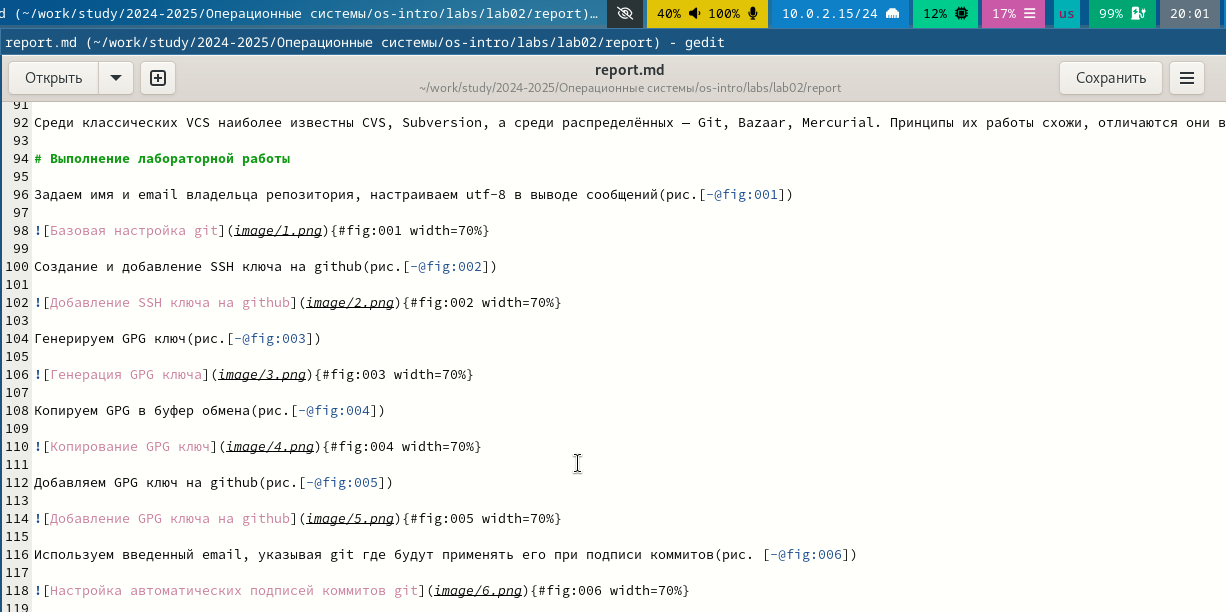 d (~/work/study/2024-2025/Операционные системы/os-intro/labs/lab02/report)... 40% 100% 10.0.2.15/24 12% 17% us 99% 20:01
report.md (~/work/study/2024-2025/Операционные системы/os-intro/labs/lab02/report) - gedit
Открыть report.md Сохранить
~/work/study/2024-2025/Операционные системы/os-intro/labs/lab02/report
91
92 Среди классических VCS наиболее известны CVS, Subversion, а среди распределённых — Git, Bazaar, Mercurial. Принципы их работы схожи, отличаются они в
93
94 # Выполнение лабораторной работы
95
96 Задаем имя и email владельца репозитория, настраиваем utf-8 в выводе сообщений(рис.[-@fig:001])
97
98 ![Базовая настройка git](image/1.png){#fig:001 width=70%}
99
100 Создание и добавление SSH ключа на github(рис.[-@fig:002])
101
102 ![Добавление SSH ключа на github](image/2.png){#fig:002 width=70%}
103
104 Генерируем GPG ключ(рис.[-@fig:003])
105
106 ![Генерация GPG ключа](image/3.png){#fig:003 width=70%}
107
108 Копируем GPG в буфер обмена(рис.[-@fig:004])
109
110 ![Копирование GPG ключ](image/4.png){#fig:004 width=70%}
111
112 Добавляем GPG ключ на github(рис.[-@fig:005])
113
114 ![Добавление GPG ключа на github](image/5.png){#fig:005 width=70%}
115
116 Используем введенный email, указывая git где будут применять его при подписи коммитов(рис. [-@fig:006])
117
118 ![Настройка автоматических подписей коммитов git](image/6.png){#fig:006 width=70%}
119